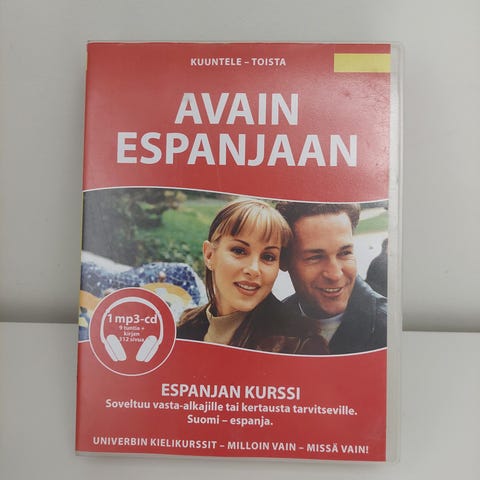 KUUNTELE – TOISTA
AVAIN
ESPANJAAN
1 mp3-cd
9 tuntia +
kirjan
312 sivua
ESPANJAN KURSSI
Soveltuu vasta-alkajille tai kertausta tarvitseville.
Suomi – espanja.
UNIVERBIN KIELIKURSSIT – MILLOIN VAIN – MISSÄ VAIN!